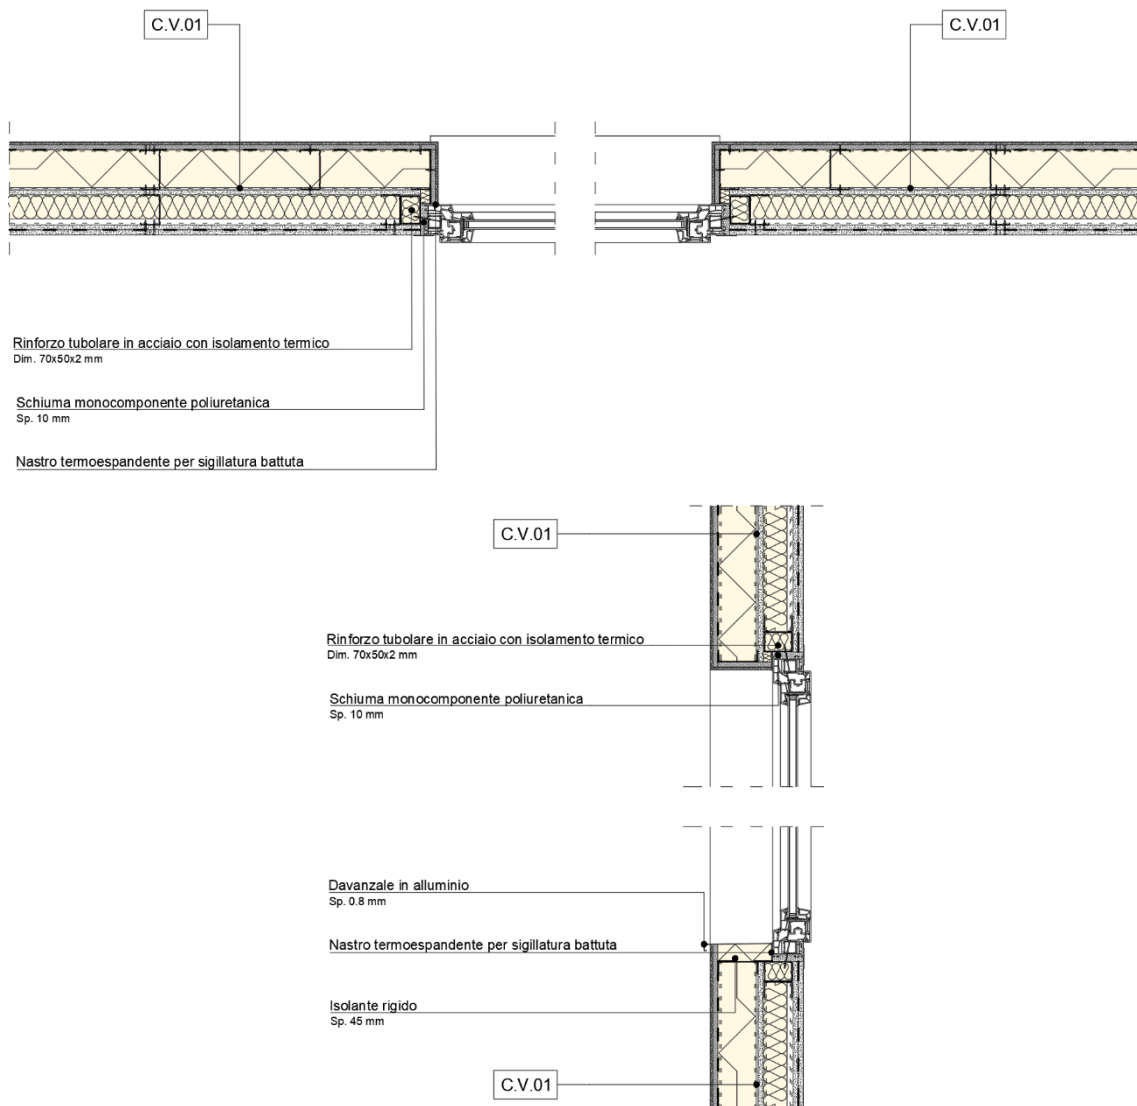 C.V.01
C.V.01
Rinforzo tubolare in acciaio con isolamento termico
Dim. 70x50x2 mm
Schiuma monocomponente poliuretanica
Sp. 10 mm
Nastro termoespandente per sigillatura battuta
C.V.01
Rinforzo tubolare in acciaio con isolamento termico
Dim. 70x50x2 mm
Schiuma monocomponente poliuretanica
Sp. 10 mm
Davanzale in alluminio
Sp. 0.8 mm
Nastro termoespandente per sigillatura battuta
Isolante rigido
Sp. 45 mm
C.V.01